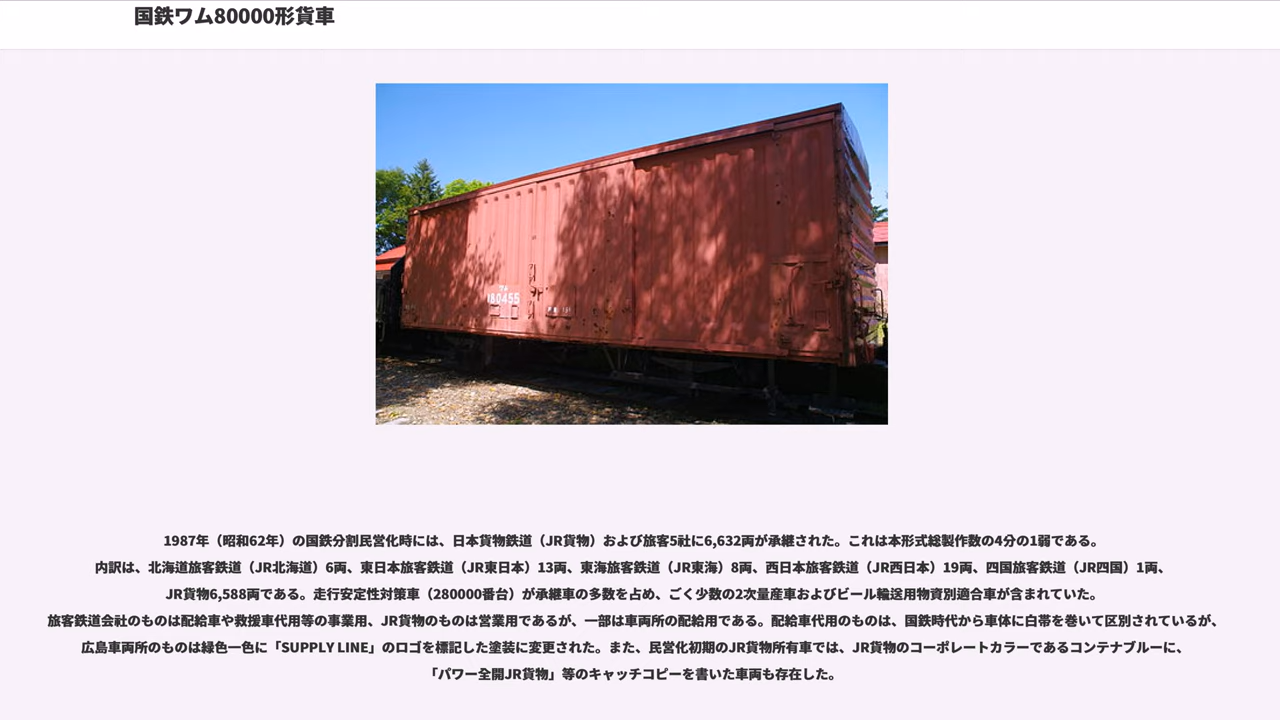 国鉄ワム80000形貨車
ワム
180455
1987年（昭和62年）の国鉄分割民営化時には、日本貨物鉄道（JR貨物）および旅客5社に6,632両が承継された。これは本形式総製作数の4分の1弱である。
内訳は、北海道旅客鉄道（JR北海道）6両、東日本旅客鉄道（JR東日本）13両、東海旅客鉄道（JR東海）8両、西日本旅客鉄道（JR西日本）19両、四国旅客鉄道（JR四国）1両、
JR貨物6,588両である。走行安定性対策車（280000番台）が承継車の多数を占め、ごく少数の2次量産車およびビール輸送用物資別適合車が含まれていた。
旅客鉄道会社のものは配給車や救援車代用等の事業用、JR貨物のものは営業用であるが、一部は車両所の配給用である。配給車代用のものは、国鉄時代から車体に白帯を巻いて区別されているが、
広島車両所のものは緑色一色に「SUPPLY LINE」のロゴを標記した塗装に変更された。また、民営化初期のJR貨物所有車では、JR貨物のコーポレートカラーであるコンテナブルーに、
「パワー全開JR貨物」等のキャッチコピーを書いた車両も存在した。